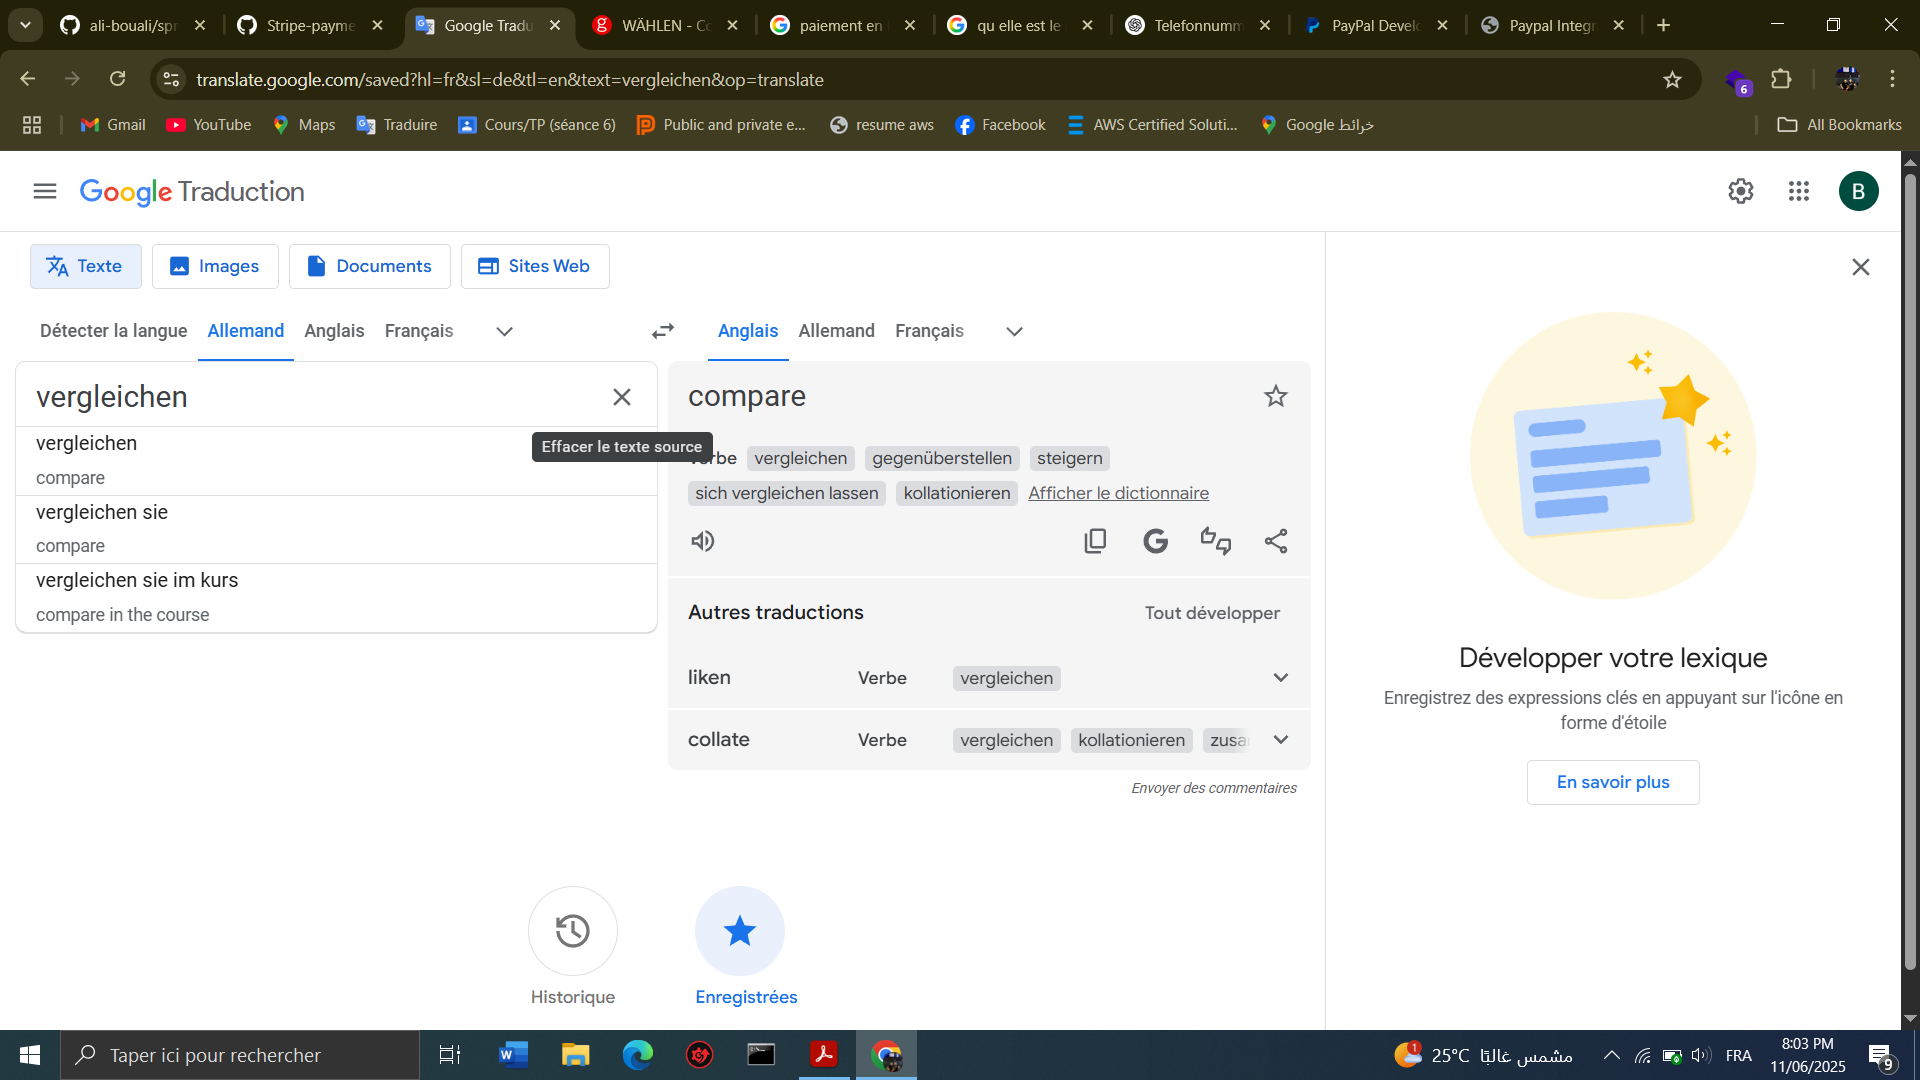 ali-bouali/spr
Stripe-payme
Google Tradu
WÄHLEN - Co
paiement en l
qu elle est le
Telefonnumm
PayPal Develo
Paypal Integr
translate.google.com/saved?hl=fr&sl=de&tl=en&text=vergleichen&op=translate
6
Gmail
YouTube
Maps
Traduire
Cours/TP (séance 6)
Public and private e...
resume aws
Facebook
AWS Certified Soluti...
خرائط Google
All Bookmarks
Google Traduction
B
Texte
Images
Documents
Sites Web
Détecter la langue
Allemand
Anglais
Français
Anglais
Allemand
Français
vergleichen
vergleichen
compare
vergleichen sie
compare
vergleichen sie im kurs
compare in the course
Effacer le texte source
compare
vergleichen
gegenüberstellen
steigern
sich vergleichen lassen
kollationieren
Afficher le dictionnaire
Autres traductions
Tout développer
liken
Verbe
vergleichen
collate
Verbe
vergleichen
kollationieren
zusa
Envoyer des commentaires
Développer votre lexique
Enregistrez des expressions clés en appuyant sur l'icône en
forme d'étoile
En savoir plus
Historique
Enregistrées
Taper ici pour rechercher
1
25°C
مشمس غالبًا
FRA
8:03 PM
11/06/2025
9